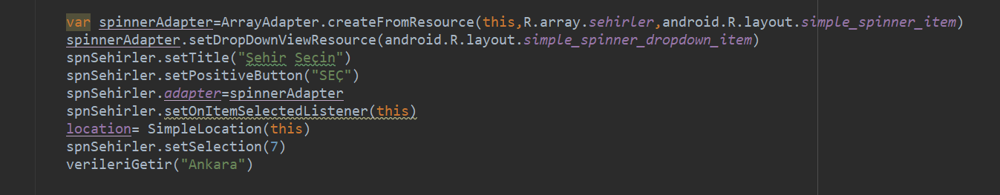 var spinnerAdapter=ArrayAdapter.createFromResource(this,R.array.sehirler,android.R.layout.simple_spinner_item)
spinnerAdapter.setDropDownViewResource(android.R.layout.simple_spinner_dropdown_item)
spnSehirler.setTitle("Şehir Seçin")
spnSehirler.setPositiveButton("SEÇ")
spnSehirler.adapter=spinnerAdapter
spnSehirler.setOnItemSelectedListener(this)
location= SimpleLocation(this)
spnSehirler.setSelection(7)
verileriGetir("Ankara")